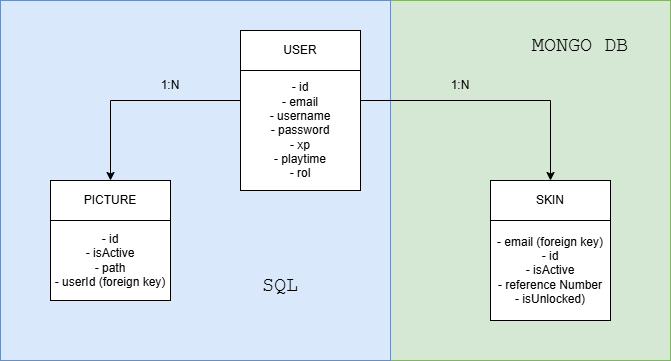 USER
- id
- email
- username
- password
- xp
- playtime
- rol
MONGO DB
1:N
1:N
PICTURE
- id
- isActive
- path
- userId (foreign key)
SKIN
- email (foreign key)
- id
- isActive
- reference Number
- isUnlocked)
SQL